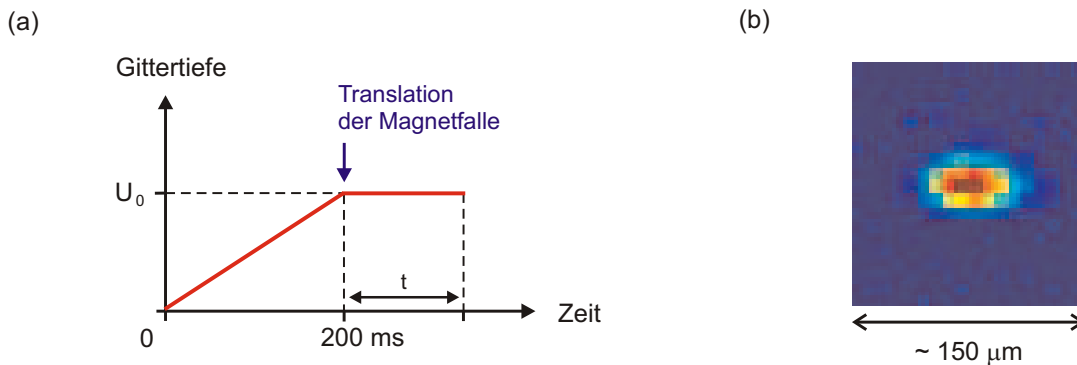 (a)
Gittertiefe
Translation
der Magnetfalle
U0
t
Zeit
0
200 ms
(b)
~ 150 µm